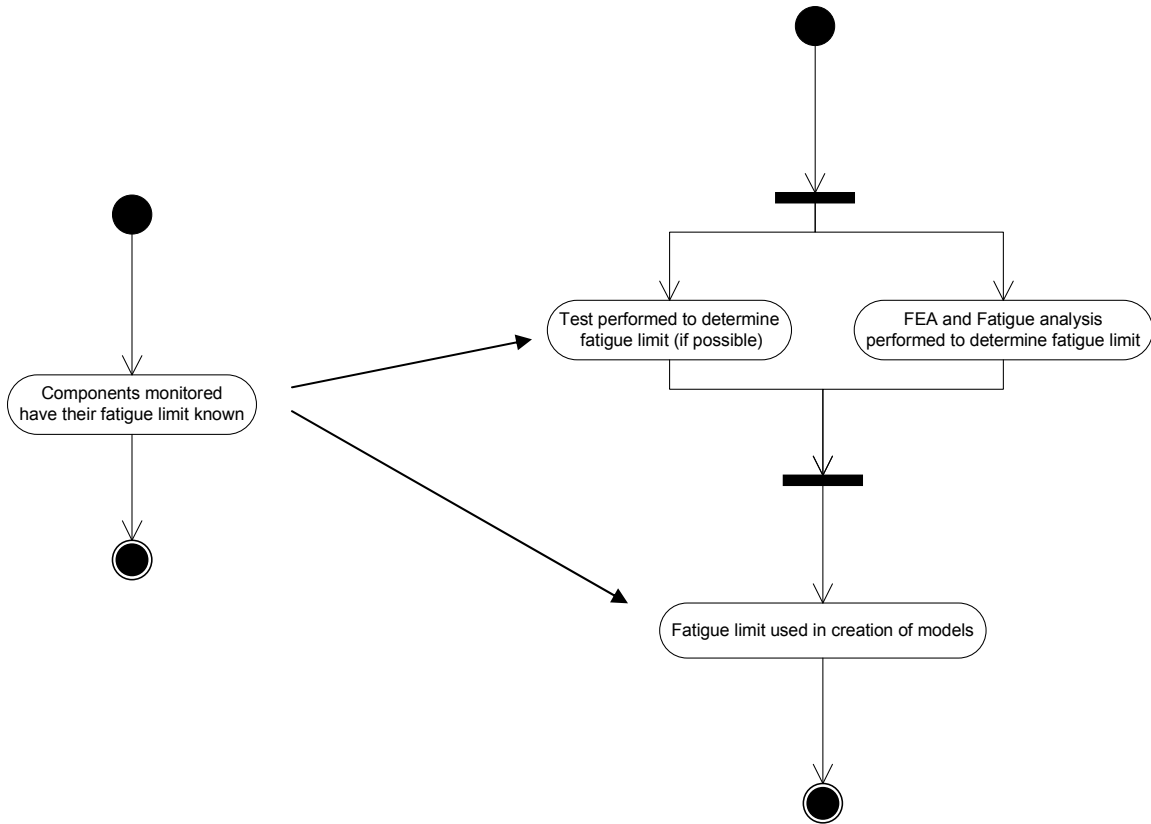 Test performed to determine
fatigue limit (if possible)
FEA and Fatigue analysis
performed to determine fatigue limit
Components monitored
have their fatigue limit known
Fatigue limit used in creation of models